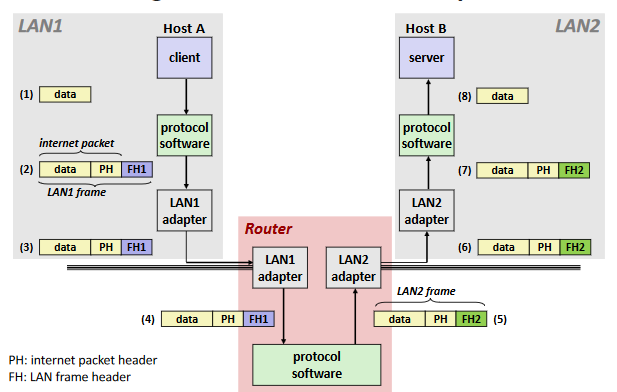 LAN1
Host A
Host B
LAN2
client
server
(1) data
(8) data
protocol
software
protocol
software
internet packet
(2) data PH FH1
LAN1 frame
(7) data PH FH2
LAN1
adapter
LAN2
adapter
Router
(3) data PH FH1
(6) data PH FH2
LAN1
adapter
LAN2
adapter
LAN2 frame
(4) data PH FH1
data PH FH2 (5)
protocol
software
PH: internet packet header
FH: LAN frame header